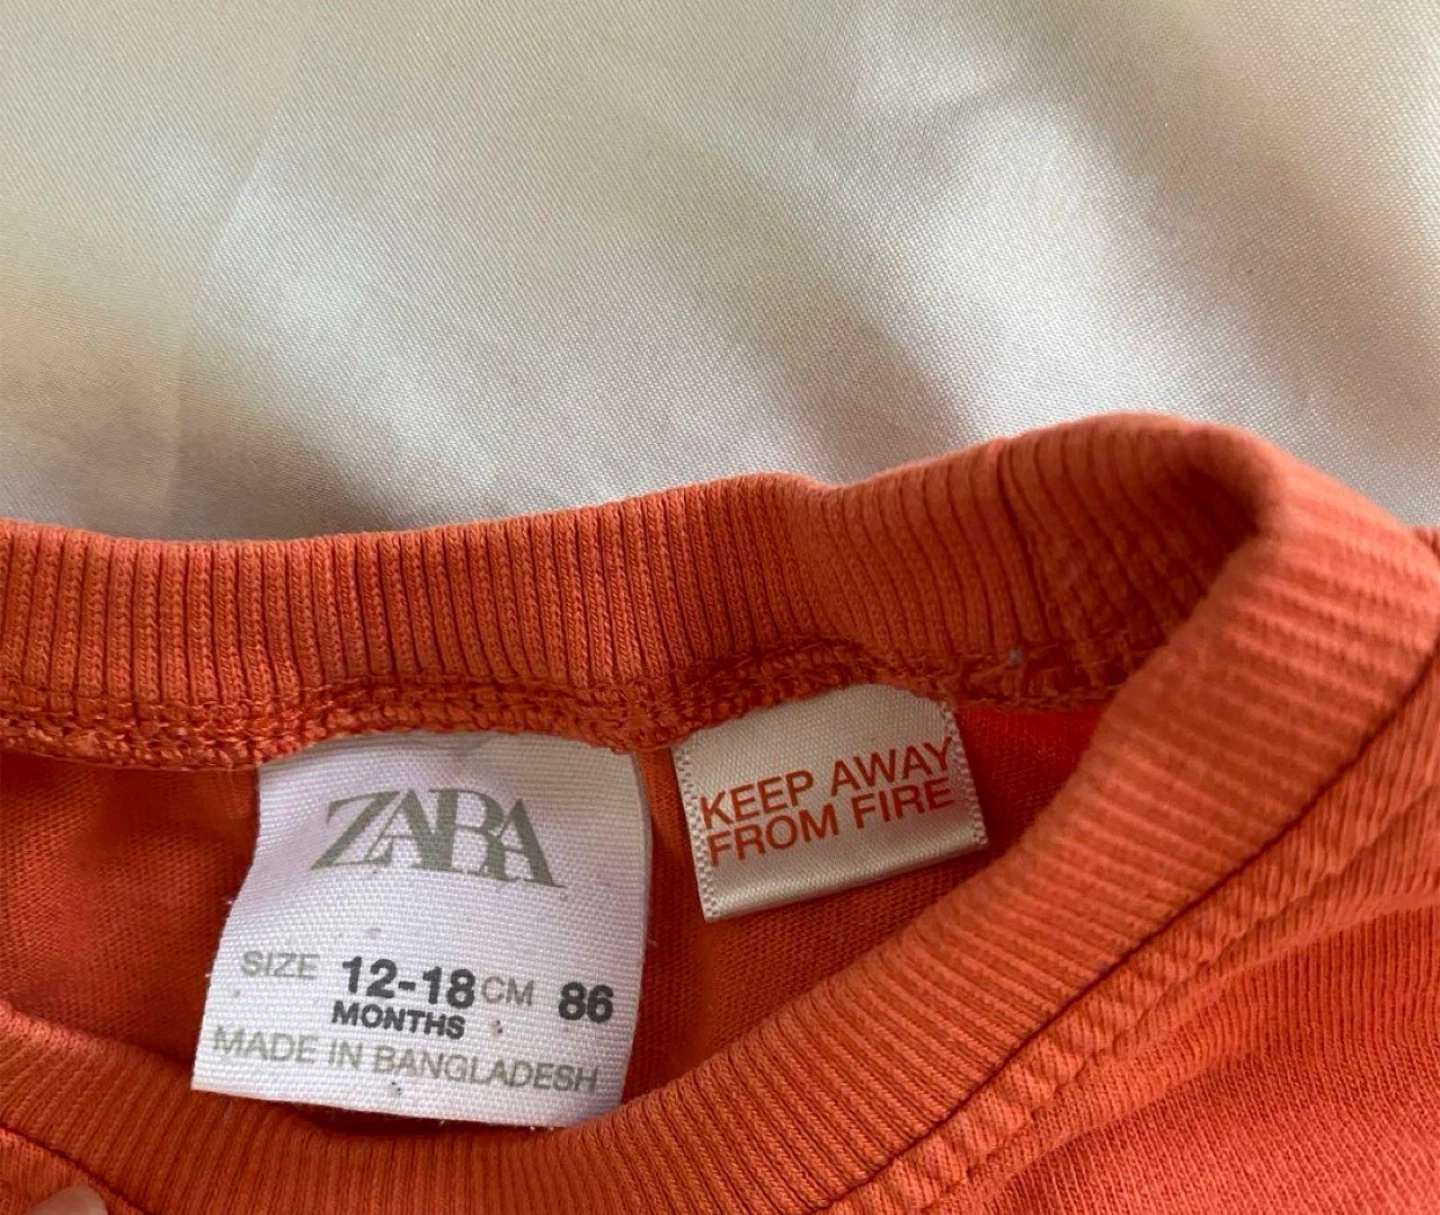 ZARA
SIZE 12-18 CM 86
MONTHS
MADE IN BANGLADESH
KEEP AWAY
FROM FIRE